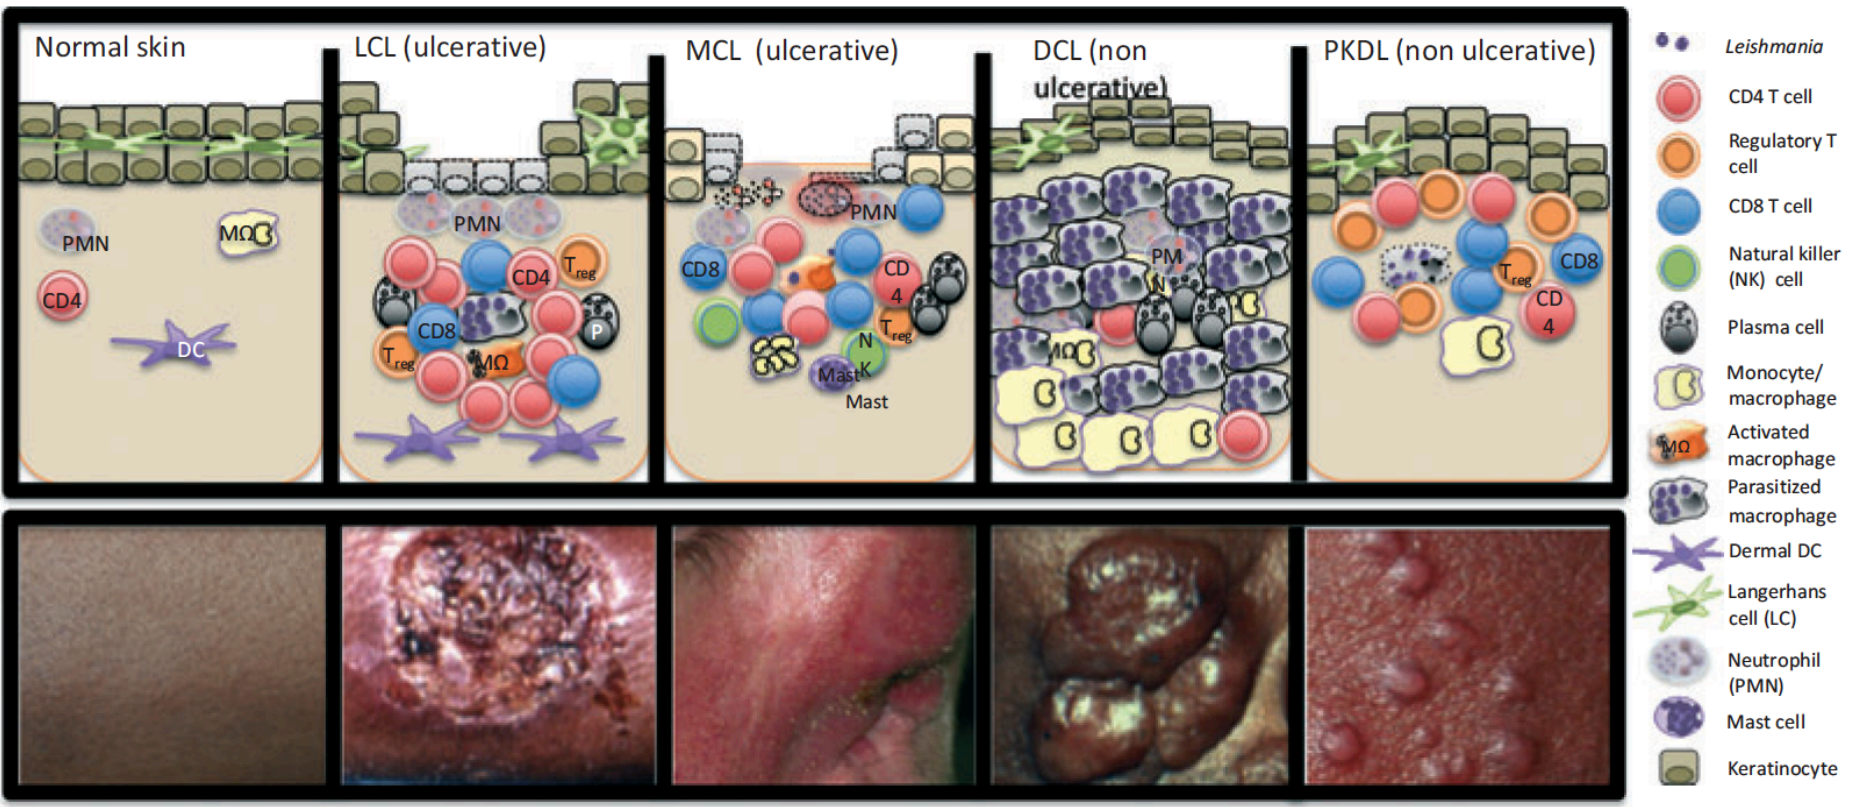 Normal skin
LCL (ulcerative)
MCL (ulcerative)
DCL (non
ulcerative)
PKDL (non ulcerative)
PMN
MΩ
CD4
DC
PMN
CD4
Treg
CD8
P
Treg
MΩ
PMN
CD8
CD
4
Treg
N
K
Mast
Mast
PM
N
MΩ
CD8
Treg
CD
4
Leishmania
CD4 T cell
Regulatory T
cell
CD8 T cell
Natural killer
(NK) cell
Plasma cell
Monocyte/
macrophage
Activated
macrophage
MΩ
Parasitized
macrophage
Dermal DC
Langerhans
cell (LC)
Neutrophil
(PMN)
Mast cell
Keratinocyte